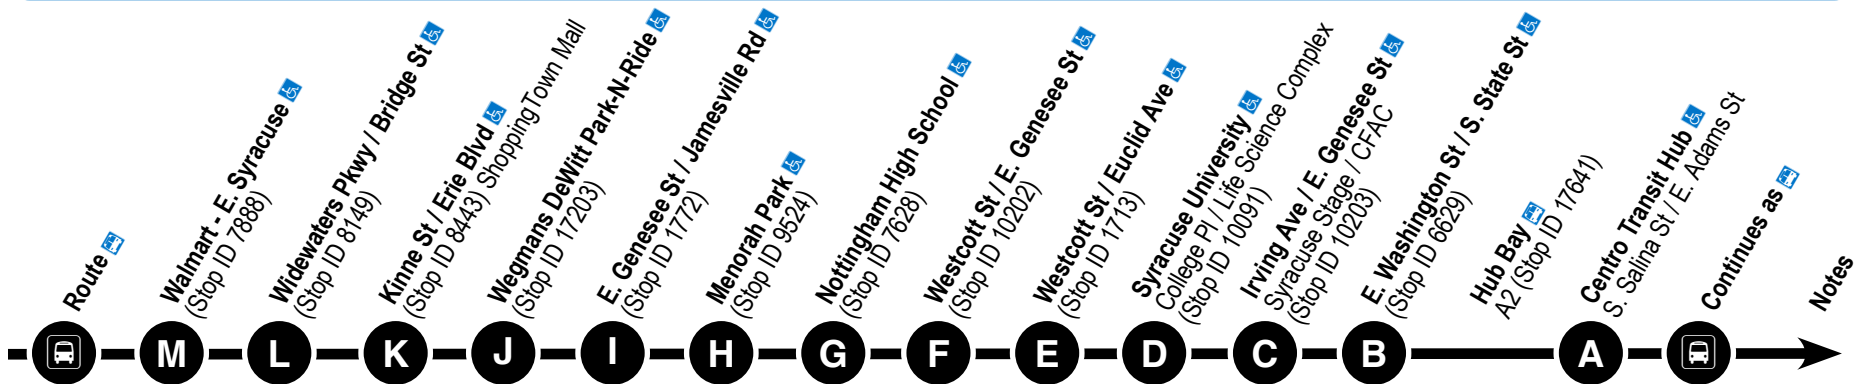 Route
Walmart - E. Syracuse
(Stop ID 7888)
Widewaters Pkwy / Bridge St
(Stop ID 8149)
Kinne St / Erie Blvd
(Stop ID 8443) ShoppingTown Mall
Wegmans DeWitt Park-N-Ride
(Stop ID 17203)
E. Genesee St / Jamesville Rd
(Stop ID 1772)
Menorah Park
(Stop ID 9524)
Nottingham High School
(Stop ID 7628)
Westcott St / E. Genesee St
(Stop ID 10202)
Westcott St / Euclid Ave
(Stop ID 1713)
Syracuse University
College Pl / Life Science Complex
(Stop ID 10091)
Irving Ave / E. Genesee St
Syracuse Stage / CFAC
(Stop ID 10203)
E. Washington St / S. State St
(Stop ID 6629)
Hub Bay
A2 (Stop ID 17641)
Centro Transit Hub
S. Salina St / E. Adams St
Continues as
Notes
M L K J I H G F E D C B A